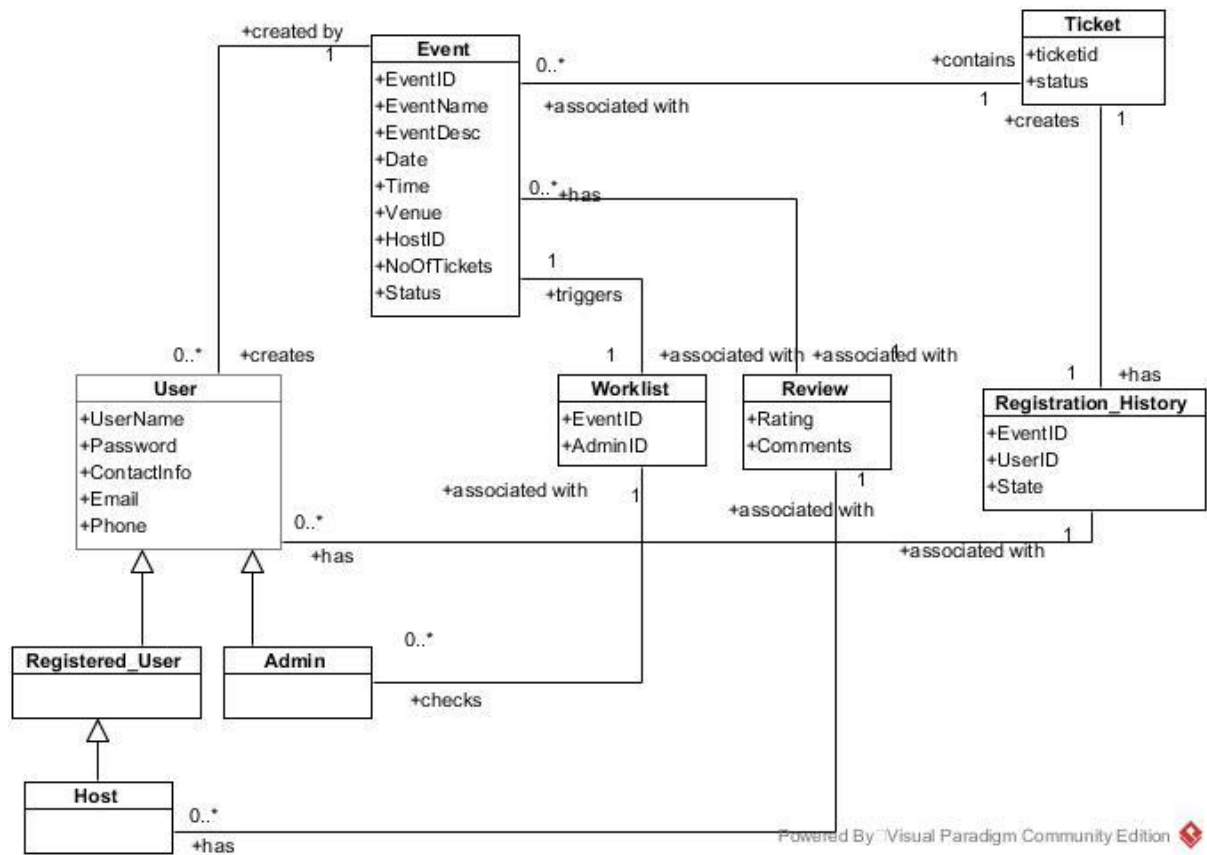 +created by
1
Event
+EventID
+EventName
+EventDesc
+Date
+Time
+Venue
+HostID
+NoOfTickets
+Status
0..*
+associated with
+contains
1
Ticket
+ticketid
+status
+creates
1
0..*
+has
1
+triggers
0..*
+creates
User
+UserName
+Password
+ContactInfo
+Email
+Phone
1
+associated with
Worklist
+EventID
+AdminID
1
+associated with
Review
+Rating
+Comments
1
+has
Registration_History
+EventID
+UserID
+State
+associated with
1
1
+associated with
0..*
+has
+associated with
1
Registered_User
Admin
0..*
+checks
Host
0..*
+has
Powered By Visual Paradigm Community Edition